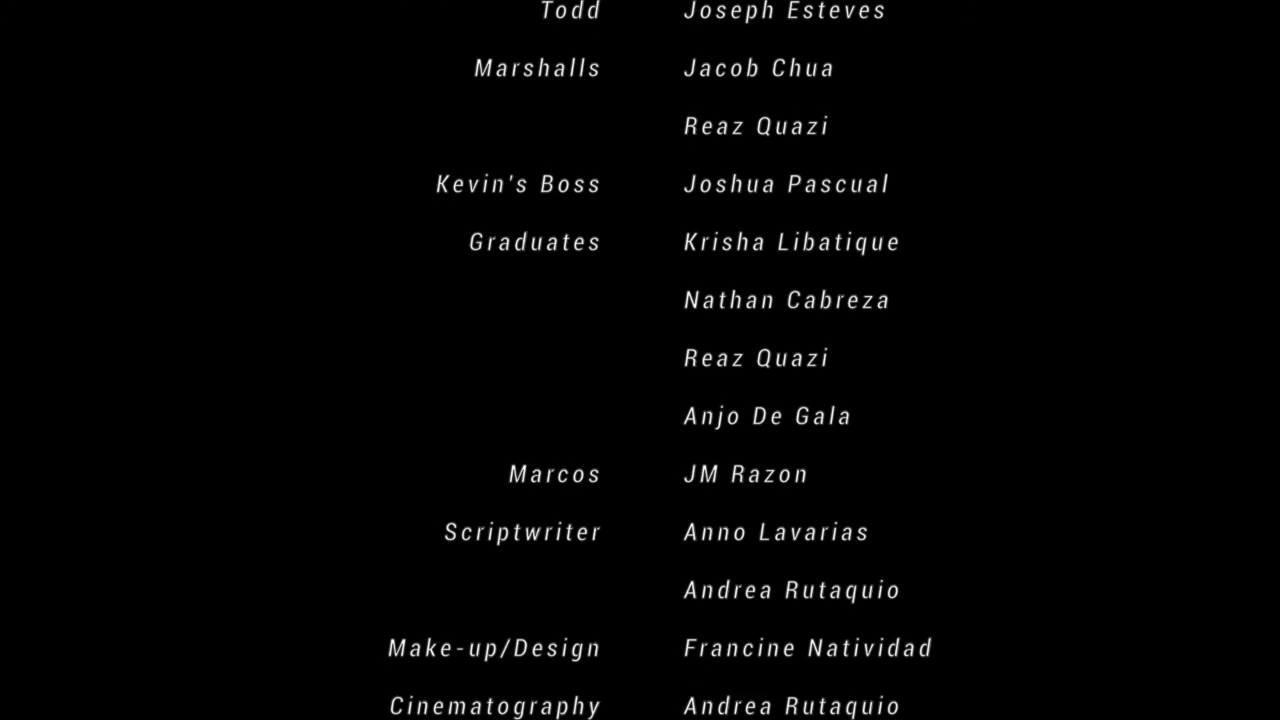 Todd Joseph Esteves
Marshalls Jacob Chua
Reaz Quazi
Kevin's Boss Joshua Pascual
Graduates Krisha Libatique
Nathan Cabreza
Reaz Quazi
Anjo De Gala
Marcos JM Razon
Scriptwriter Anno Lavarias
Andrea Rutaquio
Make-up/Design Francine Natividad
Cinematography Andrea Rutaquio